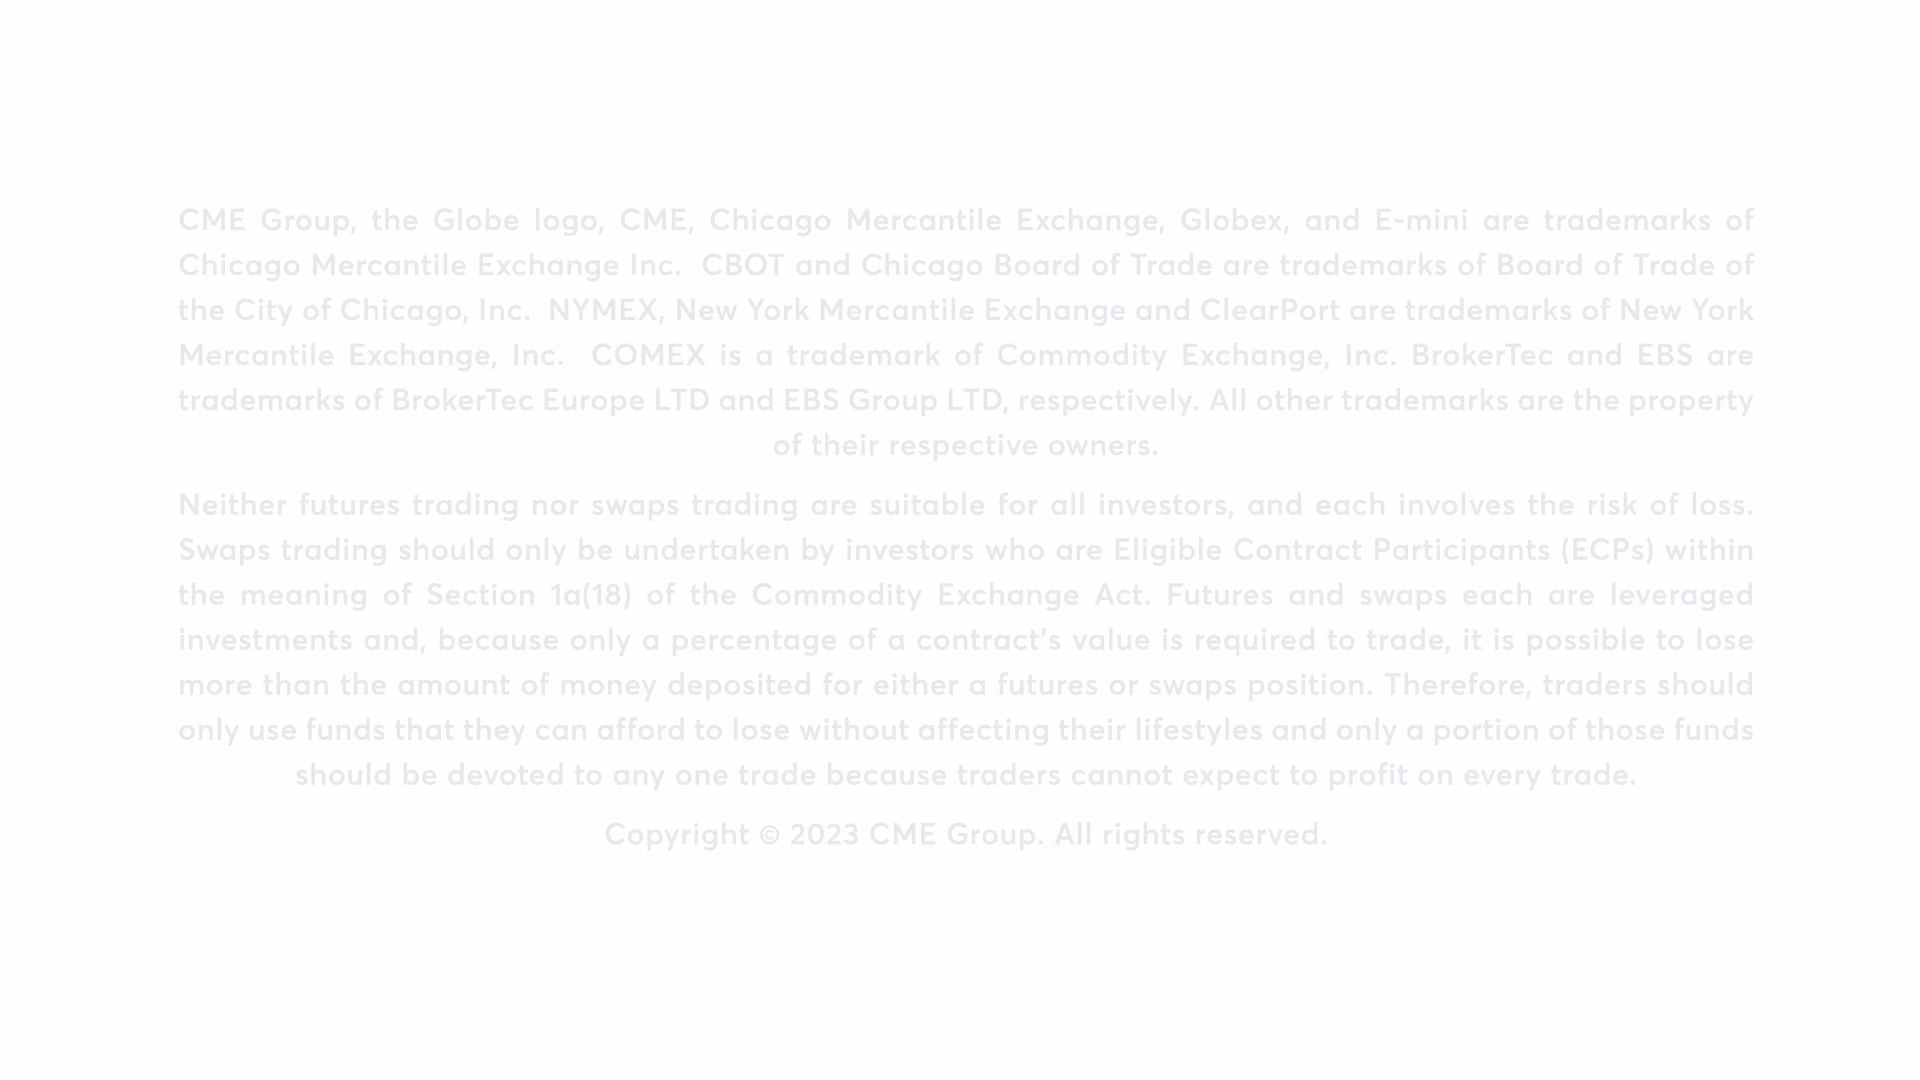 CME Group, the Globe logo, CME, Chicago Mercantile Exchange, Globex, and E-mini are trademarks of
Chicago Mercantile Exchange Inc.  CBOT and Chicago Board of Trade are trademarks of Board of Trade of
the City of Chicago, Inc.  NYMEX, New York Mercantile Exchange and ClearPort are trademarks of New York
Mercantile Exchange, Inc.  COMEX is a trademark of Commodity Exchange, Inc. BrokerTec and EBS are
trademarks of BrokerTec Europe LTD and EBS Group LTD, respectively. All other trademarks are the property
of their respective owners.
Neither futures trading nor swaps trading are suitable for all investors, and each involves the risk of loss.
Swaps trading should only be undertaken by investors who are Eligible Contract Participants (ECPs) within
the meaning of Section 1a(18) of the Commodity Exchange Act. Futures and swaps each are leveraged
investments and, because only a percentage of a contract’s value is required to trade, it is possible to lose
more than the amount of money deposited for either a futures or swaps position. Therefore, traders should
only use funds that they can afford to lose without affecting their lifestyles and only a portion of those funds
should be devoted to any one trade because traders cannot expect to profit on every trade.
Copyright © 2023 CME Group. All rights reserved.